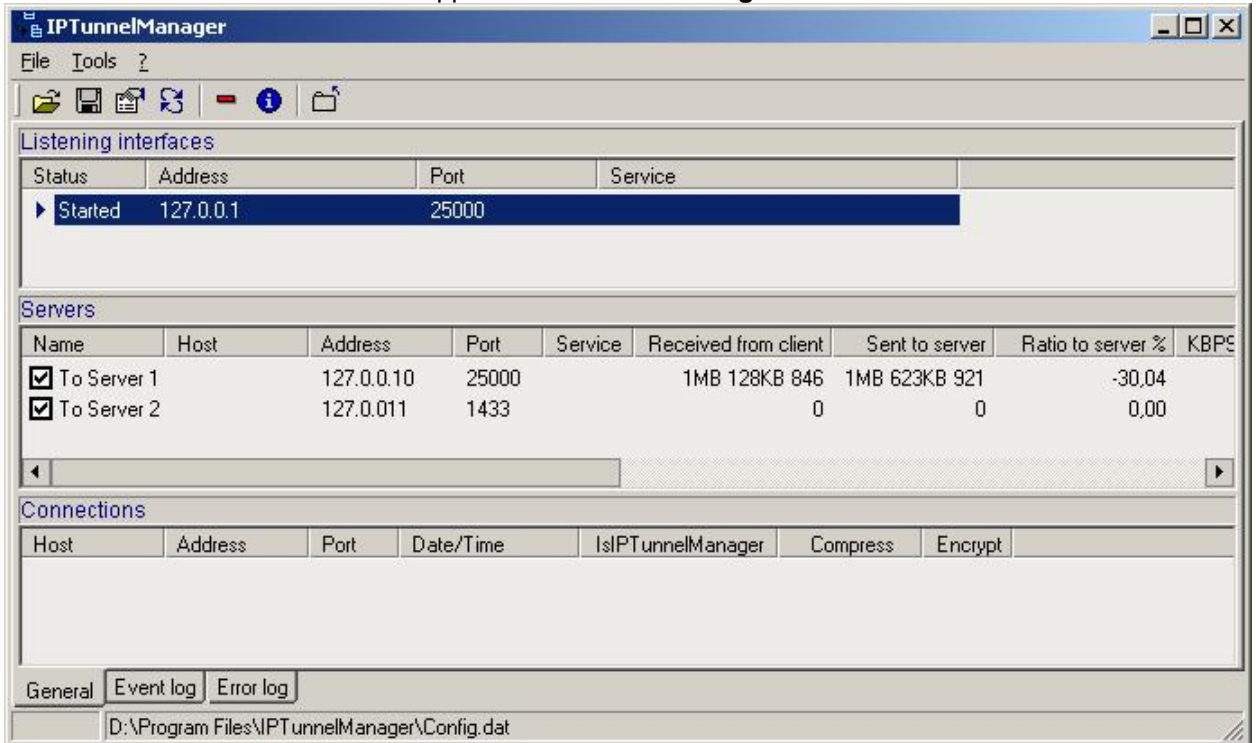 IPTunnelManager
File Tools ?
Listening interfaces
Status Address Port Service
Started 127.0.0.1 25000
Servers
Name Host Address Port Service Received from client Sent to server Ratio to server % KBPS
To Server 1 127.0.0.10 25000 1MB 128KB 846 1MB 623KB 921 -30,04
To Server 2 127.0.011 1433 0 0 0,00
Connections
Host Address Port Date/Time IsIPTunnelManager Compress Encrypt
General Event log Error log
D:\Program Files\IPTunnelManager\Config.dat